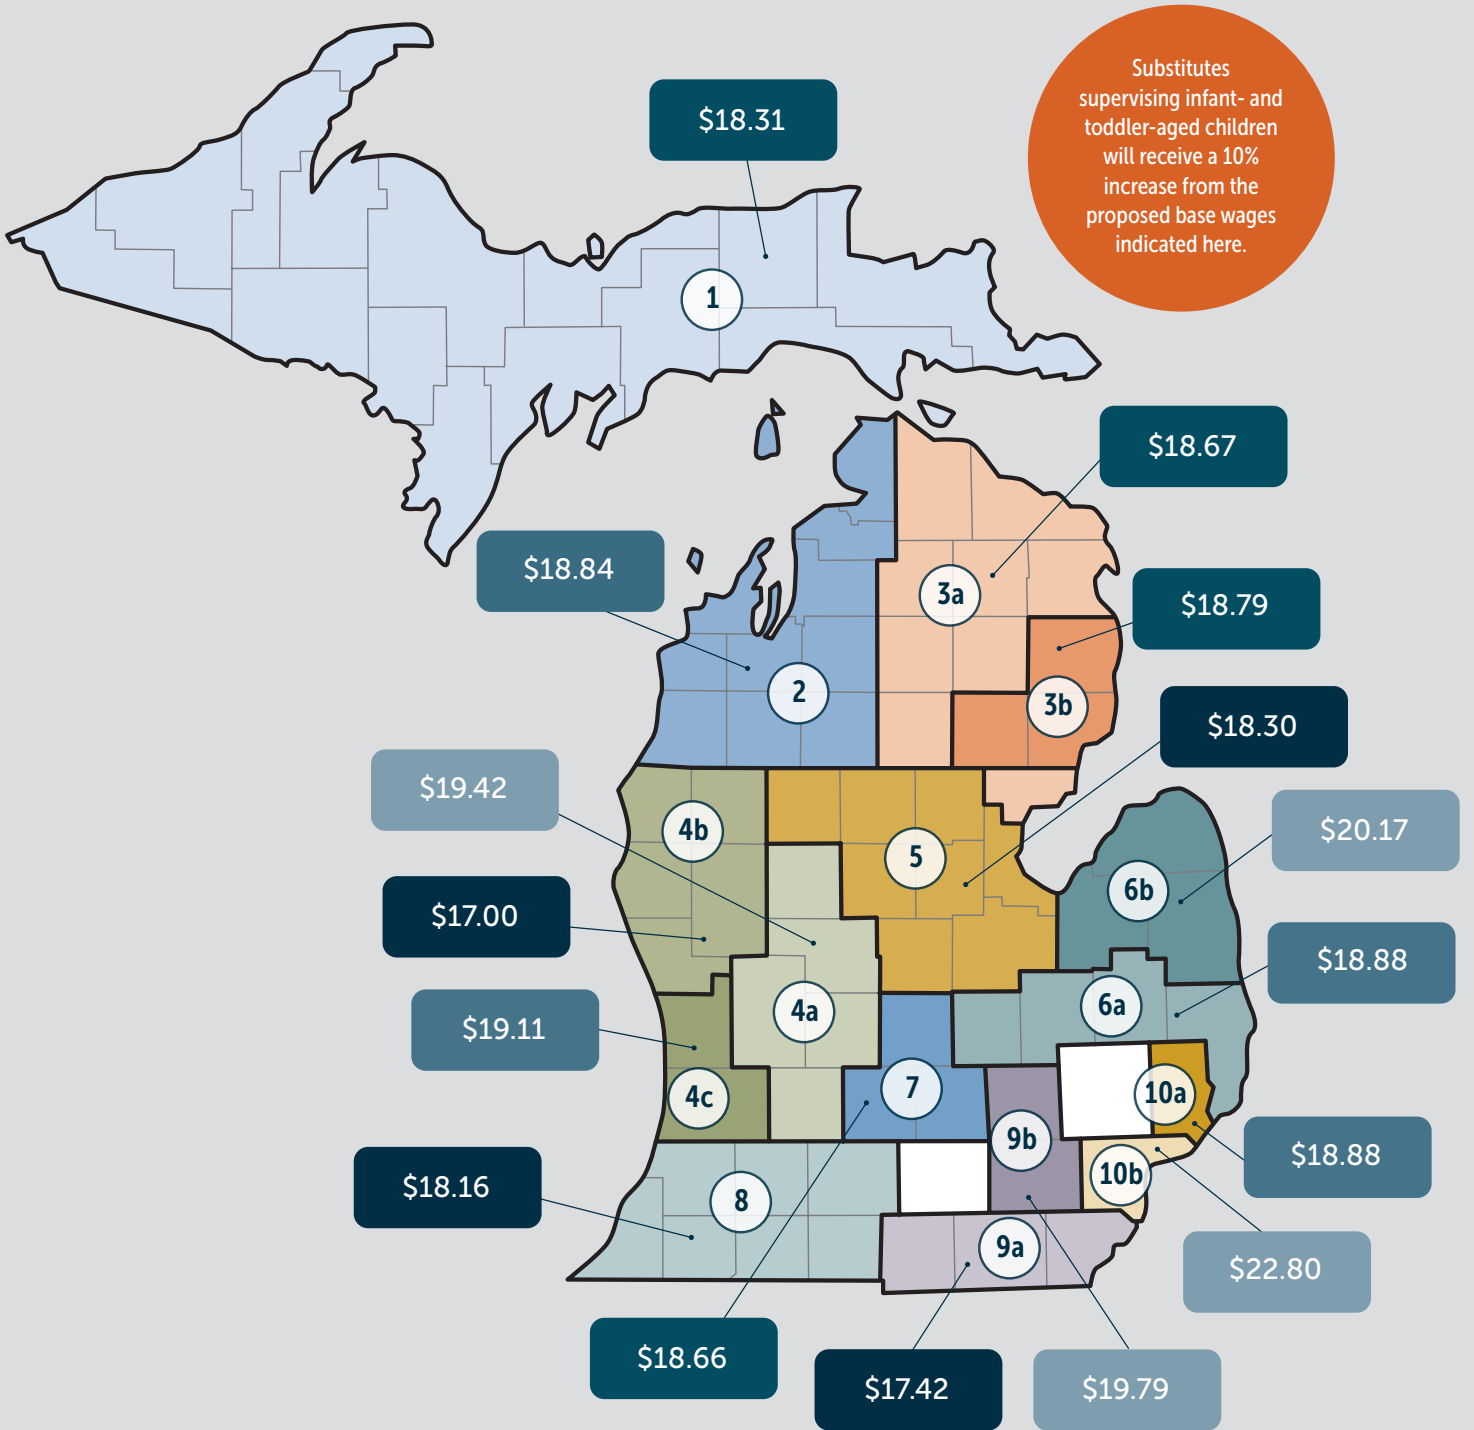 Substitutes
supervising infant- and
toddler-aged children
will receive a 10%
increase from the
proposed base wages
indicated here.
$18.31
1
$18.67
$18.84
3a
$18.79
2
3b
$18.30
$19.42
4b
5
$20.17
6b
$17.00
$18.88
4a
6a
$19.11
7
10a
4c
9b
$18.88
10b
$18.16
8
9a
$22.80
$18.66
$17.42
$19.79